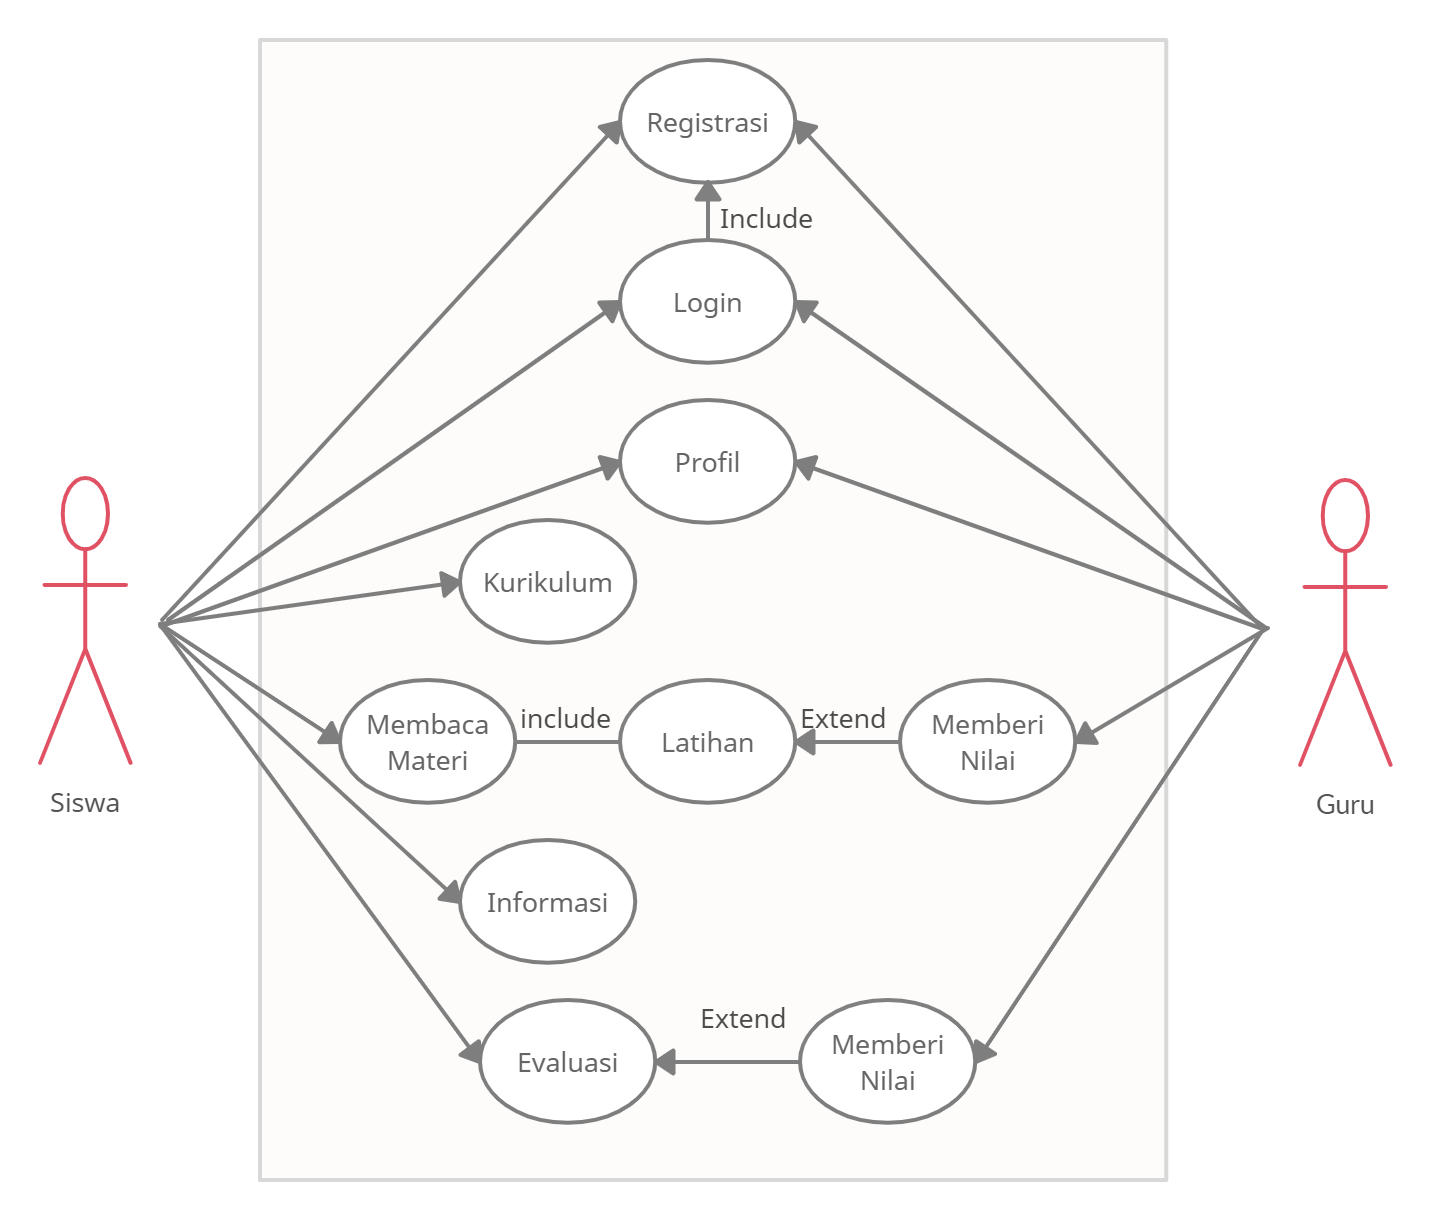 Registrasi
Include
Login
Profil
Kurikulum
Membaca
Materi
include
Latihan
Extend
Memberi
Nilai
Siswa
Guru
Informasi
Evaluasi
Extend
Memberi
Nilai